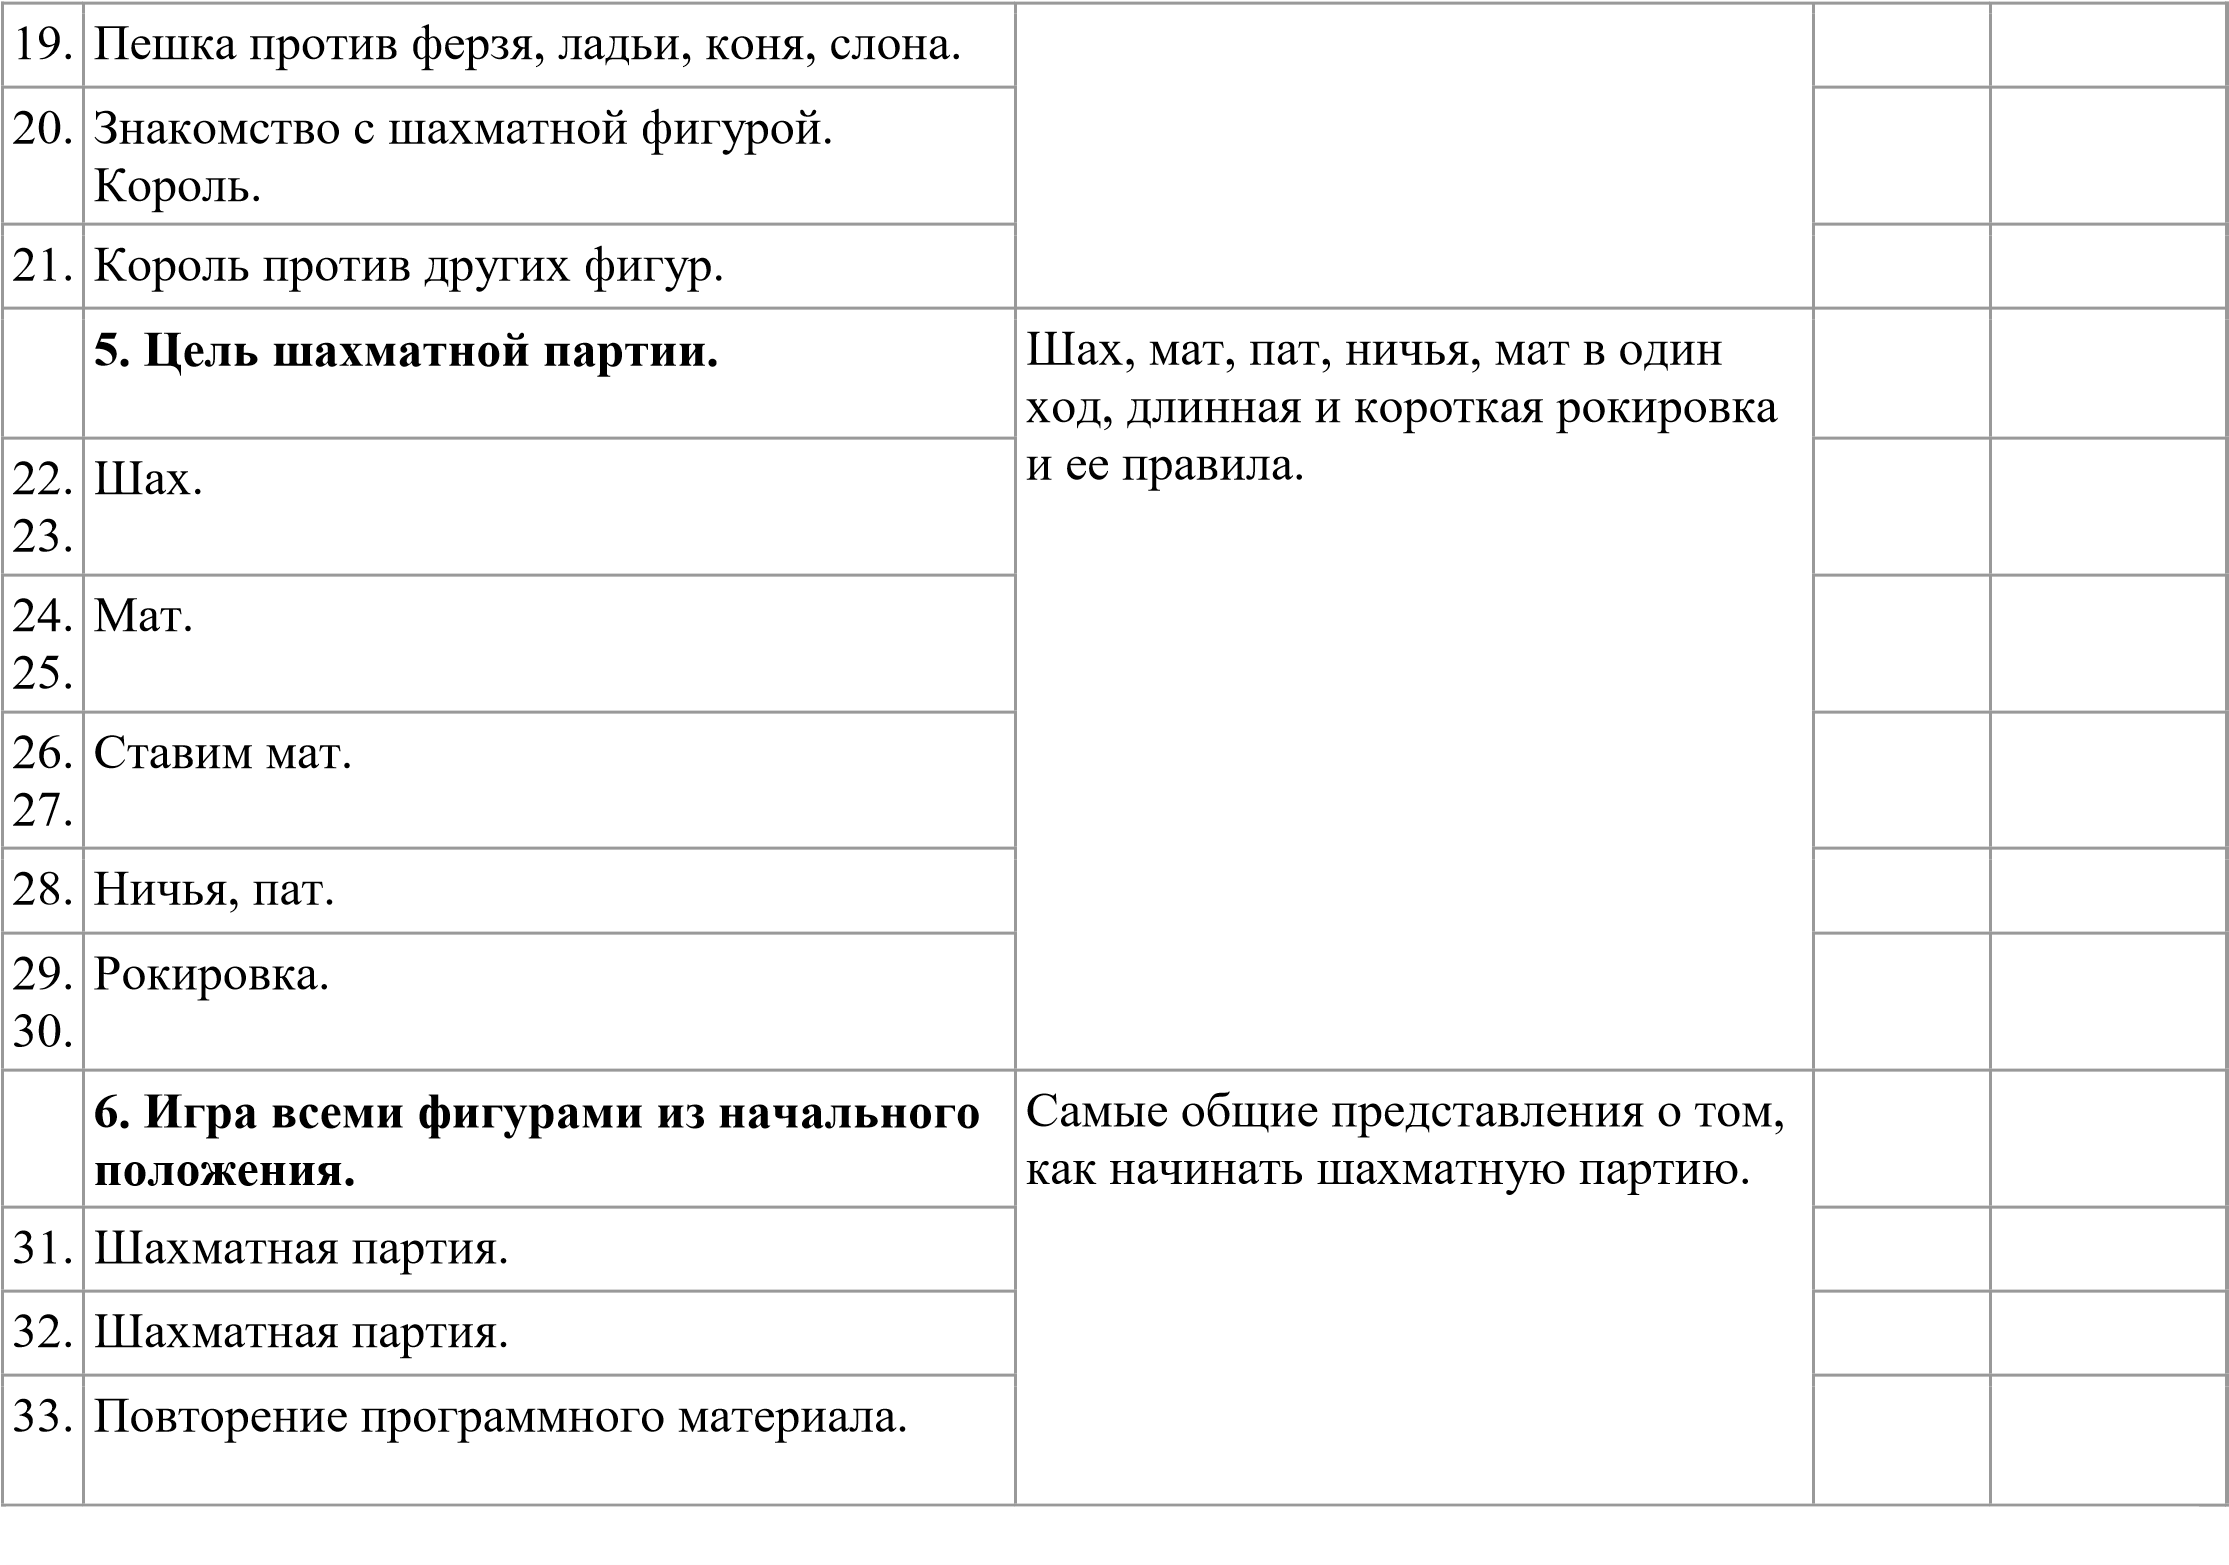 19. Пешка против ферзя, ладьи, коня, слона.
20. Знакомство с шахматной фигурой.
Король.
21. Король против других фигур.
5. Цель шахматной партии.
Шах, мат, пат, ничья, мат в один
ход, длинная и короткая рокировка
и ее правила.
22. Шах.
23.
24. Мат.
25.
26. Ставим мат.
27.
28. Ничья, пат.
29. Рокировка.
30.
6. Игра всеми фигурами из начального
положения.
Самые общие представления о том,
как начинать шахматную партию.
31. Шахматная партия.
32. Шахматная партия.
33. Повторение программного материала.